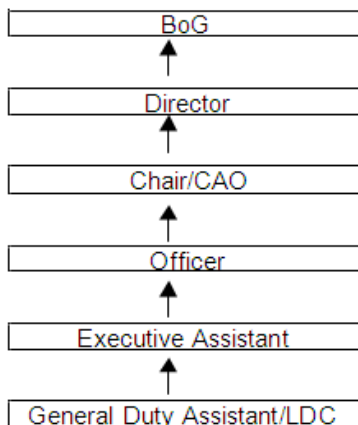 BoG
Director
Chair/CAO
Officer
Executive Assistant
General Duty Assistant/LDC